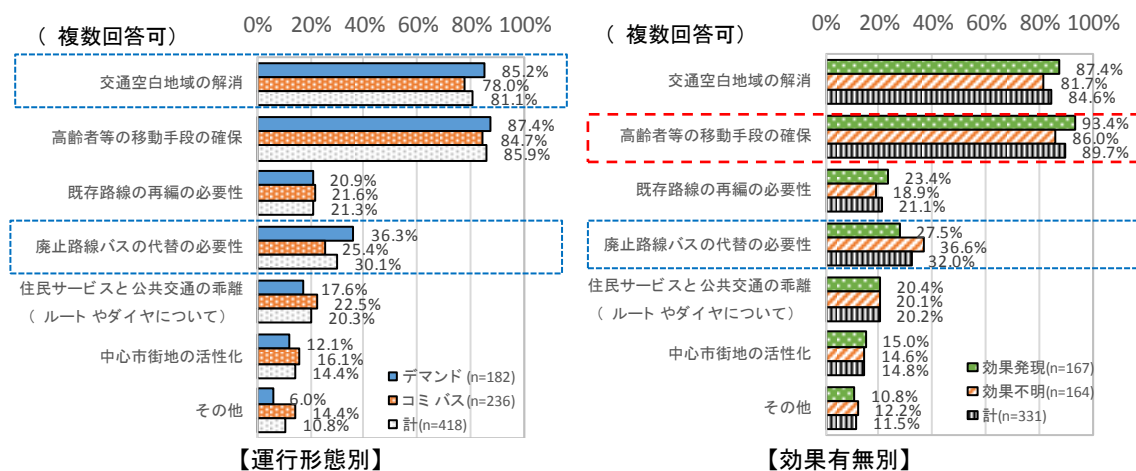 ( 複数回答可)
0% 20% 40% 60% 80% 100%
交通空白地域の解消
85.2%
78.0%
81.1%
高齢者等の移動手段の確保
87.4%
84.7%
85.9%
既存路線の再編の必要性
20.9%
21.6%
21.3%
廃止路線バスの代替の必要性
36.3%
25.4%
30.1%
住民サービスと公共交通の乖離
( ルート やダイヤについて)
17.6%
22.5%
20.3%
中心市街地の活性化
12.1%
16.1%
14.4%
その他
6.0%
14.4%
10.8%
デマンド (n=182)
コミ バス(n=236)
計(n=418)
【運行形態別】
( 複数回答可)
0% 20% 40% 60% 80% 100%
交通空白地域の解消
87.4%
81.7%
84.6%
高齢者等の移動手段の確保
93.4%
86.0%
89.7%
既存路線の再編の必要性
23.4%
18.9%
21.1%
廃止路線バスの代替の必要性
27.5%
36.6%
32.0%
住民サービスと公共交通の乖離
( ルート やダイヤについて)
20.4%
20.1%
20.2%
中心市街地の活性化
15.0%
14.6%
14.8%
その他
10.8%
12.2%
11.5%
効果発現(n=167)
効果不明(n=164)
計(n=331)
【効果有無別】